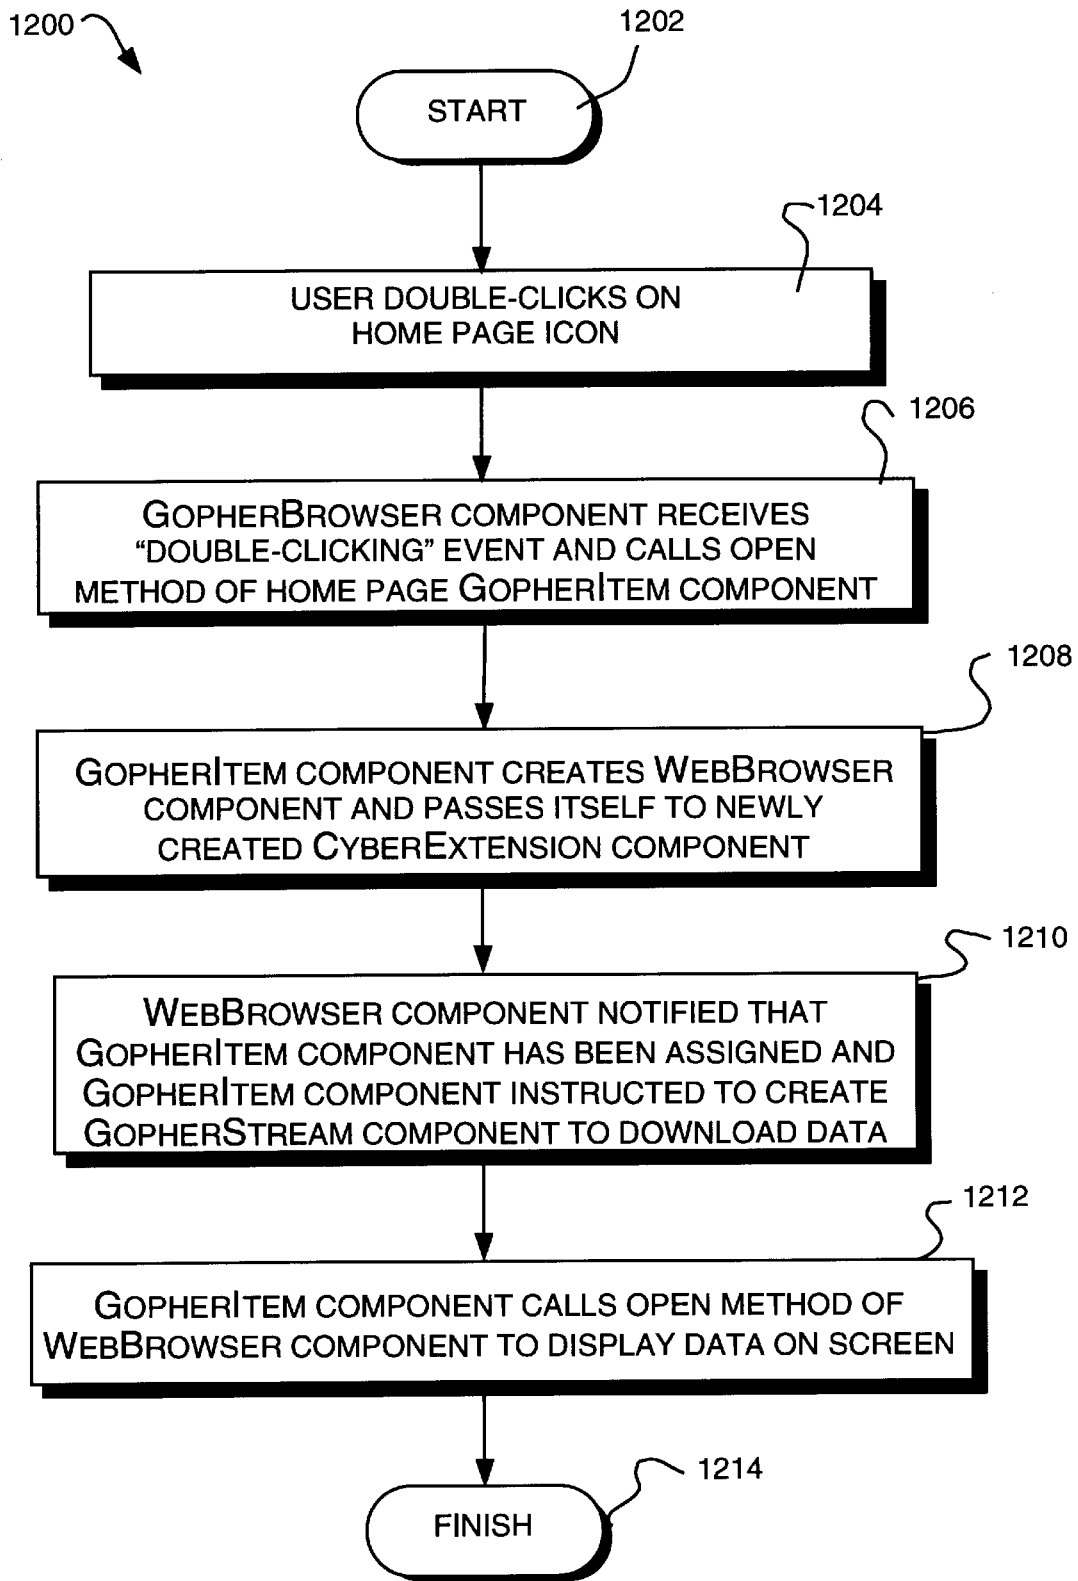 1200
1202
START
1204
USER DOUBLE-CLICKS ON
HOME PAGE ICON
1206
GOPHERBROWSER COMPONENT RECEIVES
“DOUBLE-CLICKING” EVENT AND CALLS OPEN
METHOD OF HOME PAGE GOPHERITEM COMPONENT
1208
GOPHERITEM COMPONENT CREATES WEBBROWSER
COMPONENT AND PASSES ITSELF TO NEWLY
CREATED CYBEREXTENSION COMPONENT
1210
WEBBROWSER COMPONENT NOTIFIED THAT
GOPHERITEM COMPONENT HAS BEEN ASSIGNED AND
GOPHERITEM COMPONENT INSTRUCTED TO CREATE
GOPHERSTREAM COMPONENT TO DOWNLOAD DATA
1212
GOPHERITEM COMPONENT CALLS OPEN METHOD OF
WEBBROWSER COMPONENT TO DISPLAY DATA ON SCREEN
1214
FINISH